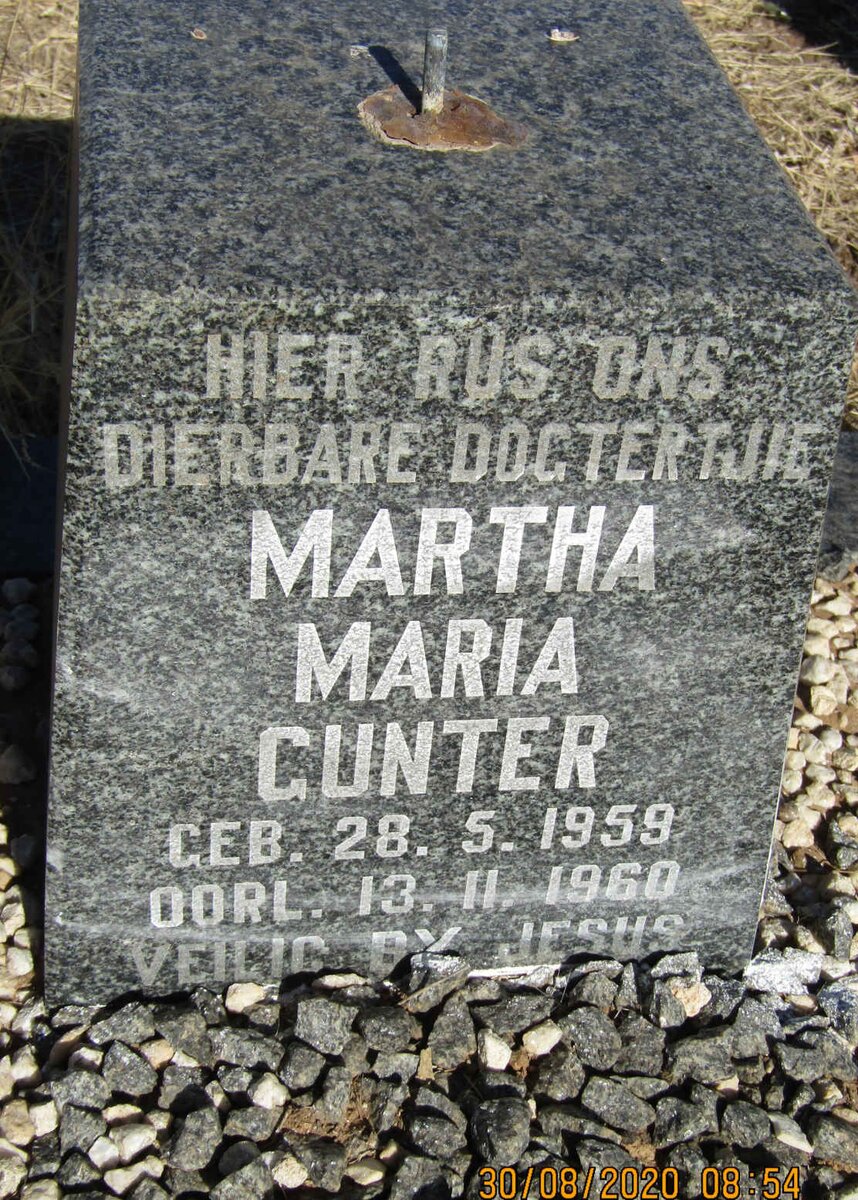 HIER RUS ONS
DIERBARE DOGTERTJIE
MARTHA
MARIA
GUNTER
GEB. 28. 5. 1959
OORL. 13. 11. 1960
VEILIG BY JESUS
30/08/2020 08:54